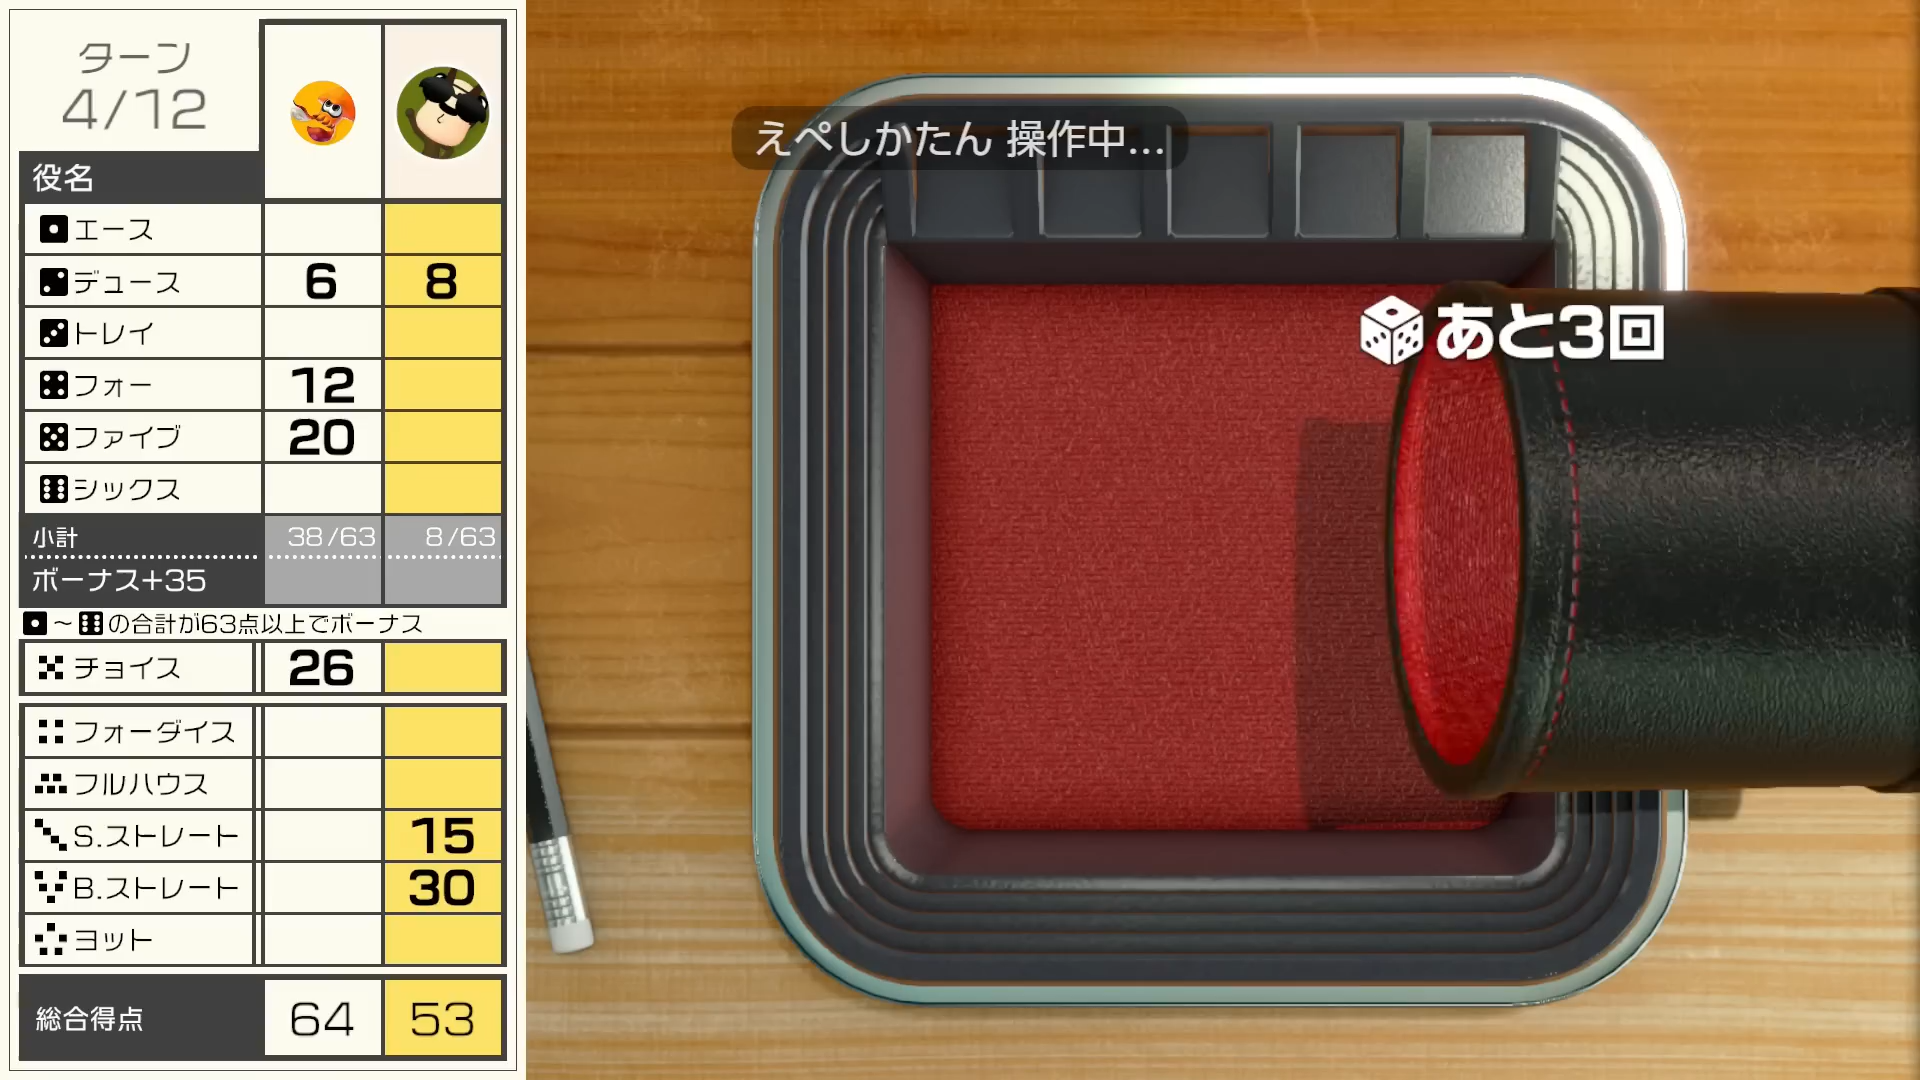 ターン
4/12
役名
エース
デュース 6 8
トレイ
フォー 12
ファイブ 20
シックス
小計 38/63 8/63
ボーナス+35
~の合計が63点以上でボーナス
チョイス 26
フォーダイス
フルハウス
S.ストレート 15
B.ストレート 30
ヨット
総合得点 64 53
えぺしかたん 操作中...
あと3回